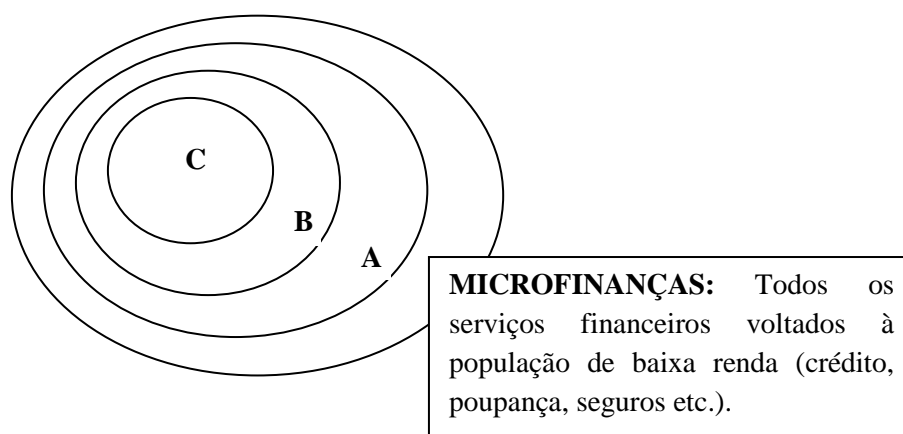 C
B
A
MICROFINANÇAS: Todos os
serviços financeiros voltados à
população de baixa renda (crédito,
poupança, seguros etc.).